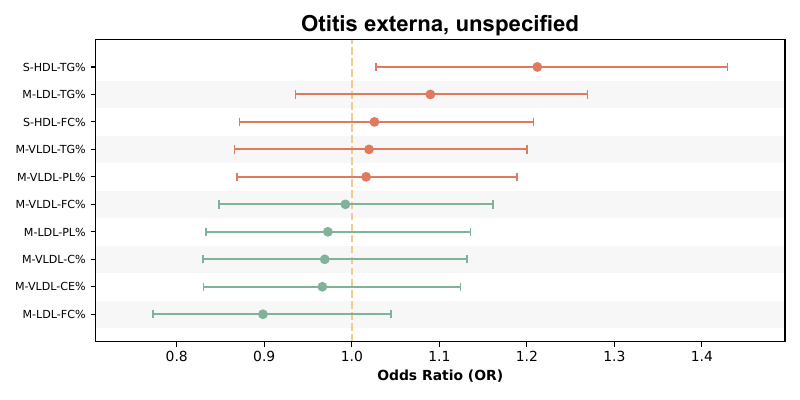 Otitis externa, unspecified
S-HDL-TG%
M-LDL-TG%
S-HDL-FC%
M-VLDL-TG%
M-VLDL-PL%
M-VLDL-FC%
M-LDL-PL%
M-VLDL-C%
M-VLDL-CE%
M-LDL-FC%
0.8 0.9 1.0 1.1 1.2 1.3 1.4
Odds Ratio (OR)